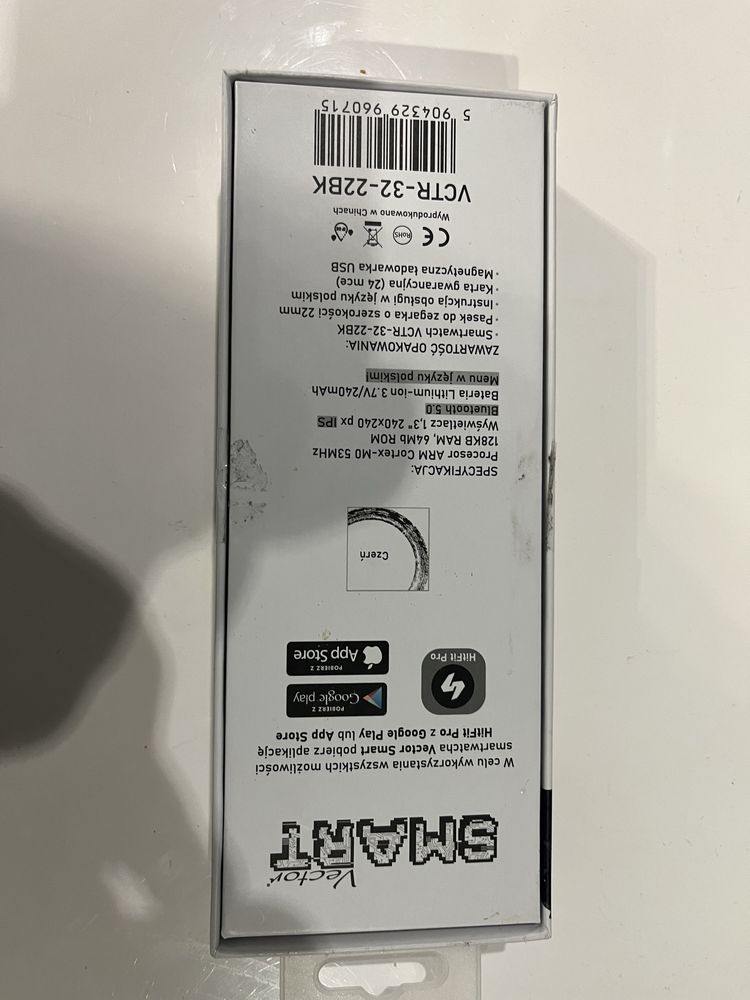 Vector
SMART
W celu wykorzystania wszystkich możliwości
smartwatcha Vector Smart pobierz aplikację
HitFit Pro z Google Play lub App Store
HitFit Pro
POBIERZ Z
Google play
POBIERZ Z
App Store
Czerń
SPECYFIKACJA:
Procesor ARM Cortex-M0 53MHz
128KB RAM, 64Mb ROM
Wyświetlacz 1,3" 240x240 px IPS
Bluetooth 5.0
Bateria Lithium-ion 3.7V/240mAh
Menu w języku polskim!
ZAWARTOŚĆ OPAKOWANIA:
· Smartwatch VCTR-32-22BK
· Pasek do zegarka o szerokości 22mm
· Instrukcja obsługi w języku polskim
· Karta gwarancyjna (24 mce)
· Magnetyczna ładowarka USB
CE RoHS
Wyprodukowano w Chinach
VCTR-32-22BK
5 904329 960715